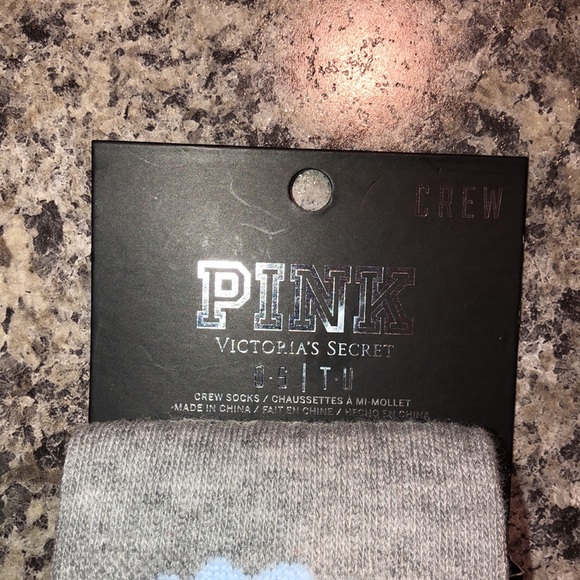 CREW
PINK
VICTORIA'S SECRET
O·S | T·U
CREW SOCKS / CHAUSSETTES À MI-MOLLET
-MADE IN CHINA / FAIT EN CHINE / HECHO EN CHINA